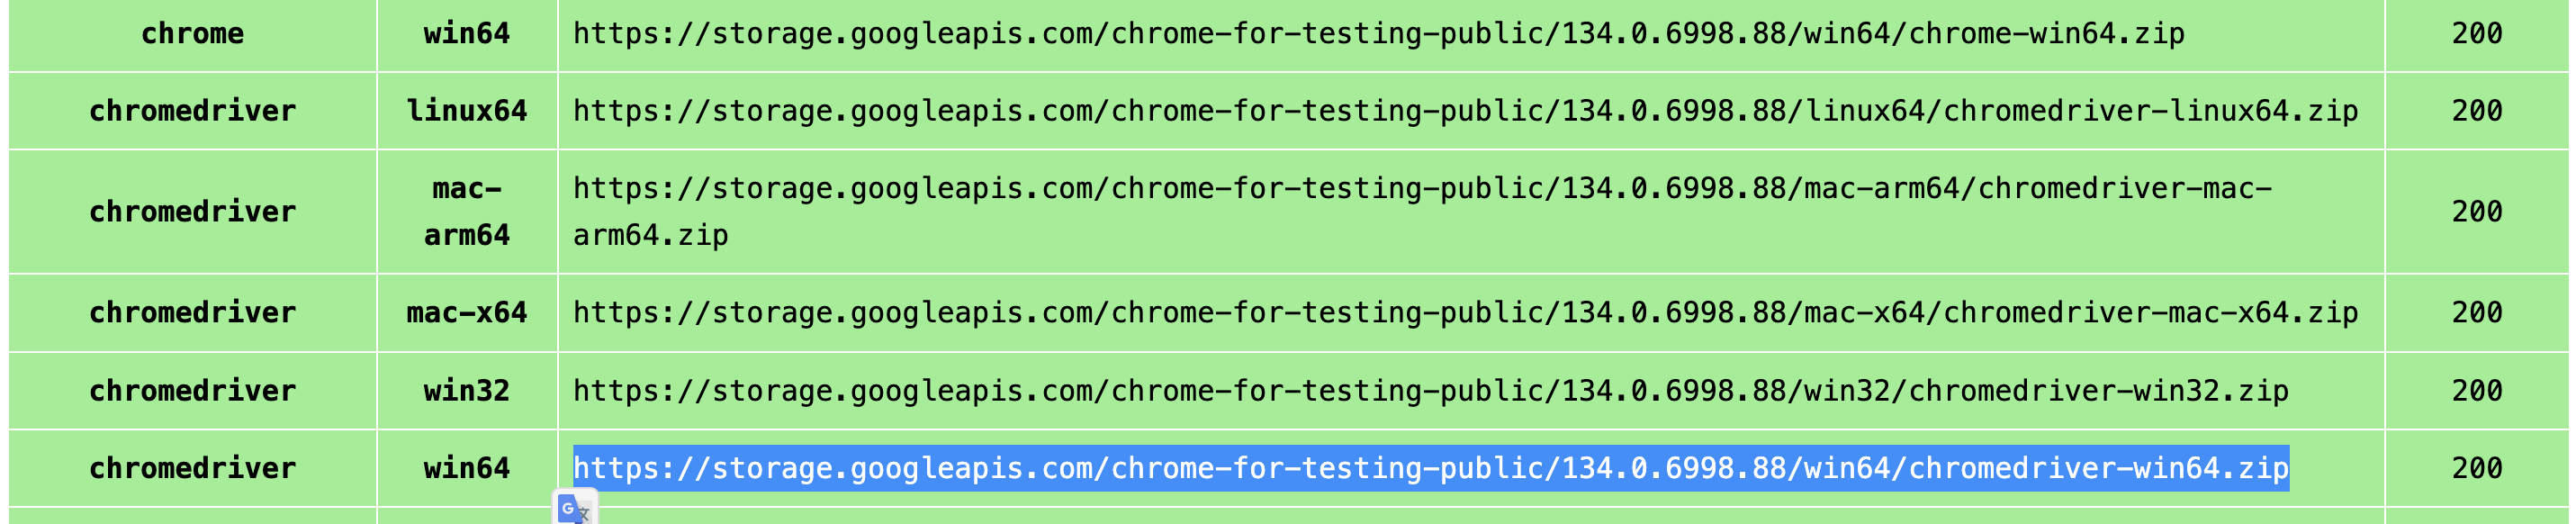 chrome win64 https://storage.googleapis.com/chrome-for-testing-public/134.0.6998.88/win64/chrome-win64.zip 200
chromedriver linux64 https://storage.googleapis.com/chrome-for-testing-public/134.0.6998.88/linux64/chromedriver-linux64.zip 200
chromedriver
mac-
arm64
https://storage.googleapis.com/chrome-for-testing-public/134.0.6998.88/mac-arm64/chromedriver-mac-
arm64.zip
200
chromedriver mac-x64 https://storage.googleapis.com/chrome-for-testing-public/134.0.6998.88/mac-x64/chromedriver-mac-x64.zip 200
chromedriver win32 https://storage.googleapis.com/chrome-for-testing-public/134.0.6998.88/win32/chromedriver-win32.zip 200
chromedriver win64 https://storage.googleapis.com/chrome-for-testing-public/134.0.6998.88/win64/chromedriver-win64.zip 200
G 文